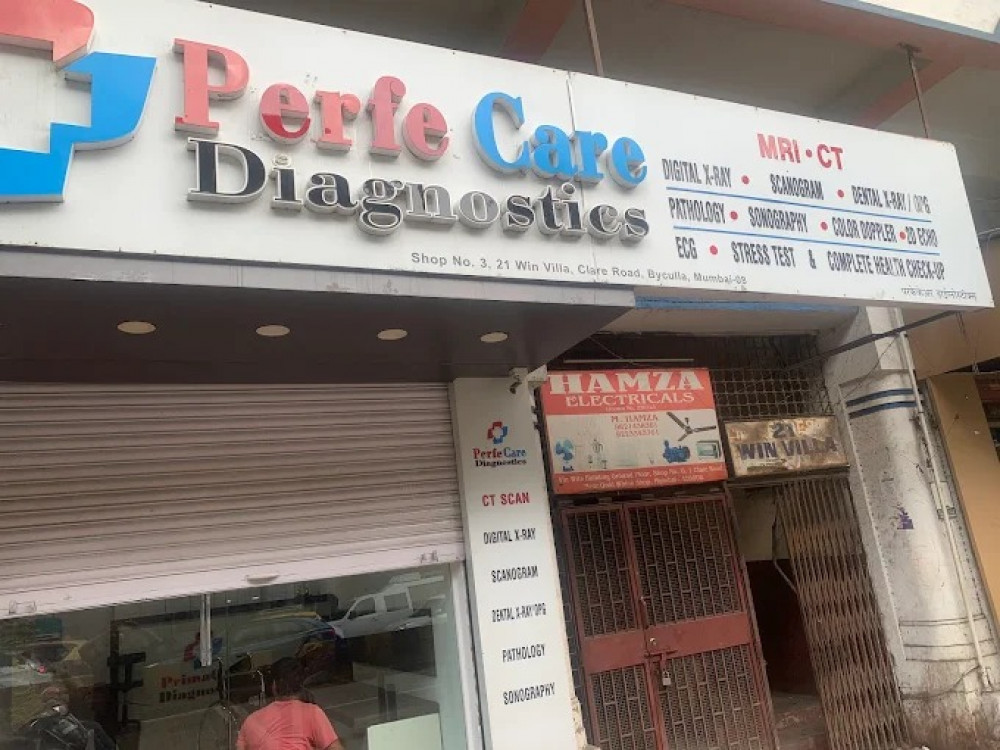 Perfe Care
Diagnostics
Shop No. 3, 21 Win Villa, Clare Road, Byculla, Mumbai-08
MRI • CT
DIGITAL X-RAY • SCANOGRAM • DENTAL X-RAY / OPG
PATHOLOGY • SONOGRAPHY • COLOR DOPPLER • 2D ECHO
ECG • STRESS TEST & COMPLETE HEALTH CHECK-UP
PerfeCare
Diagnostics
CT SCAN
DIGITAL X-RAY
SCANOGRAM
DENTAL X-RAY/OPG
PATHOLOGY
SONOGRAPHY
HAMZA
ELECTRICALS
M. HAMZA
21
WIN VILLA
Diagnos